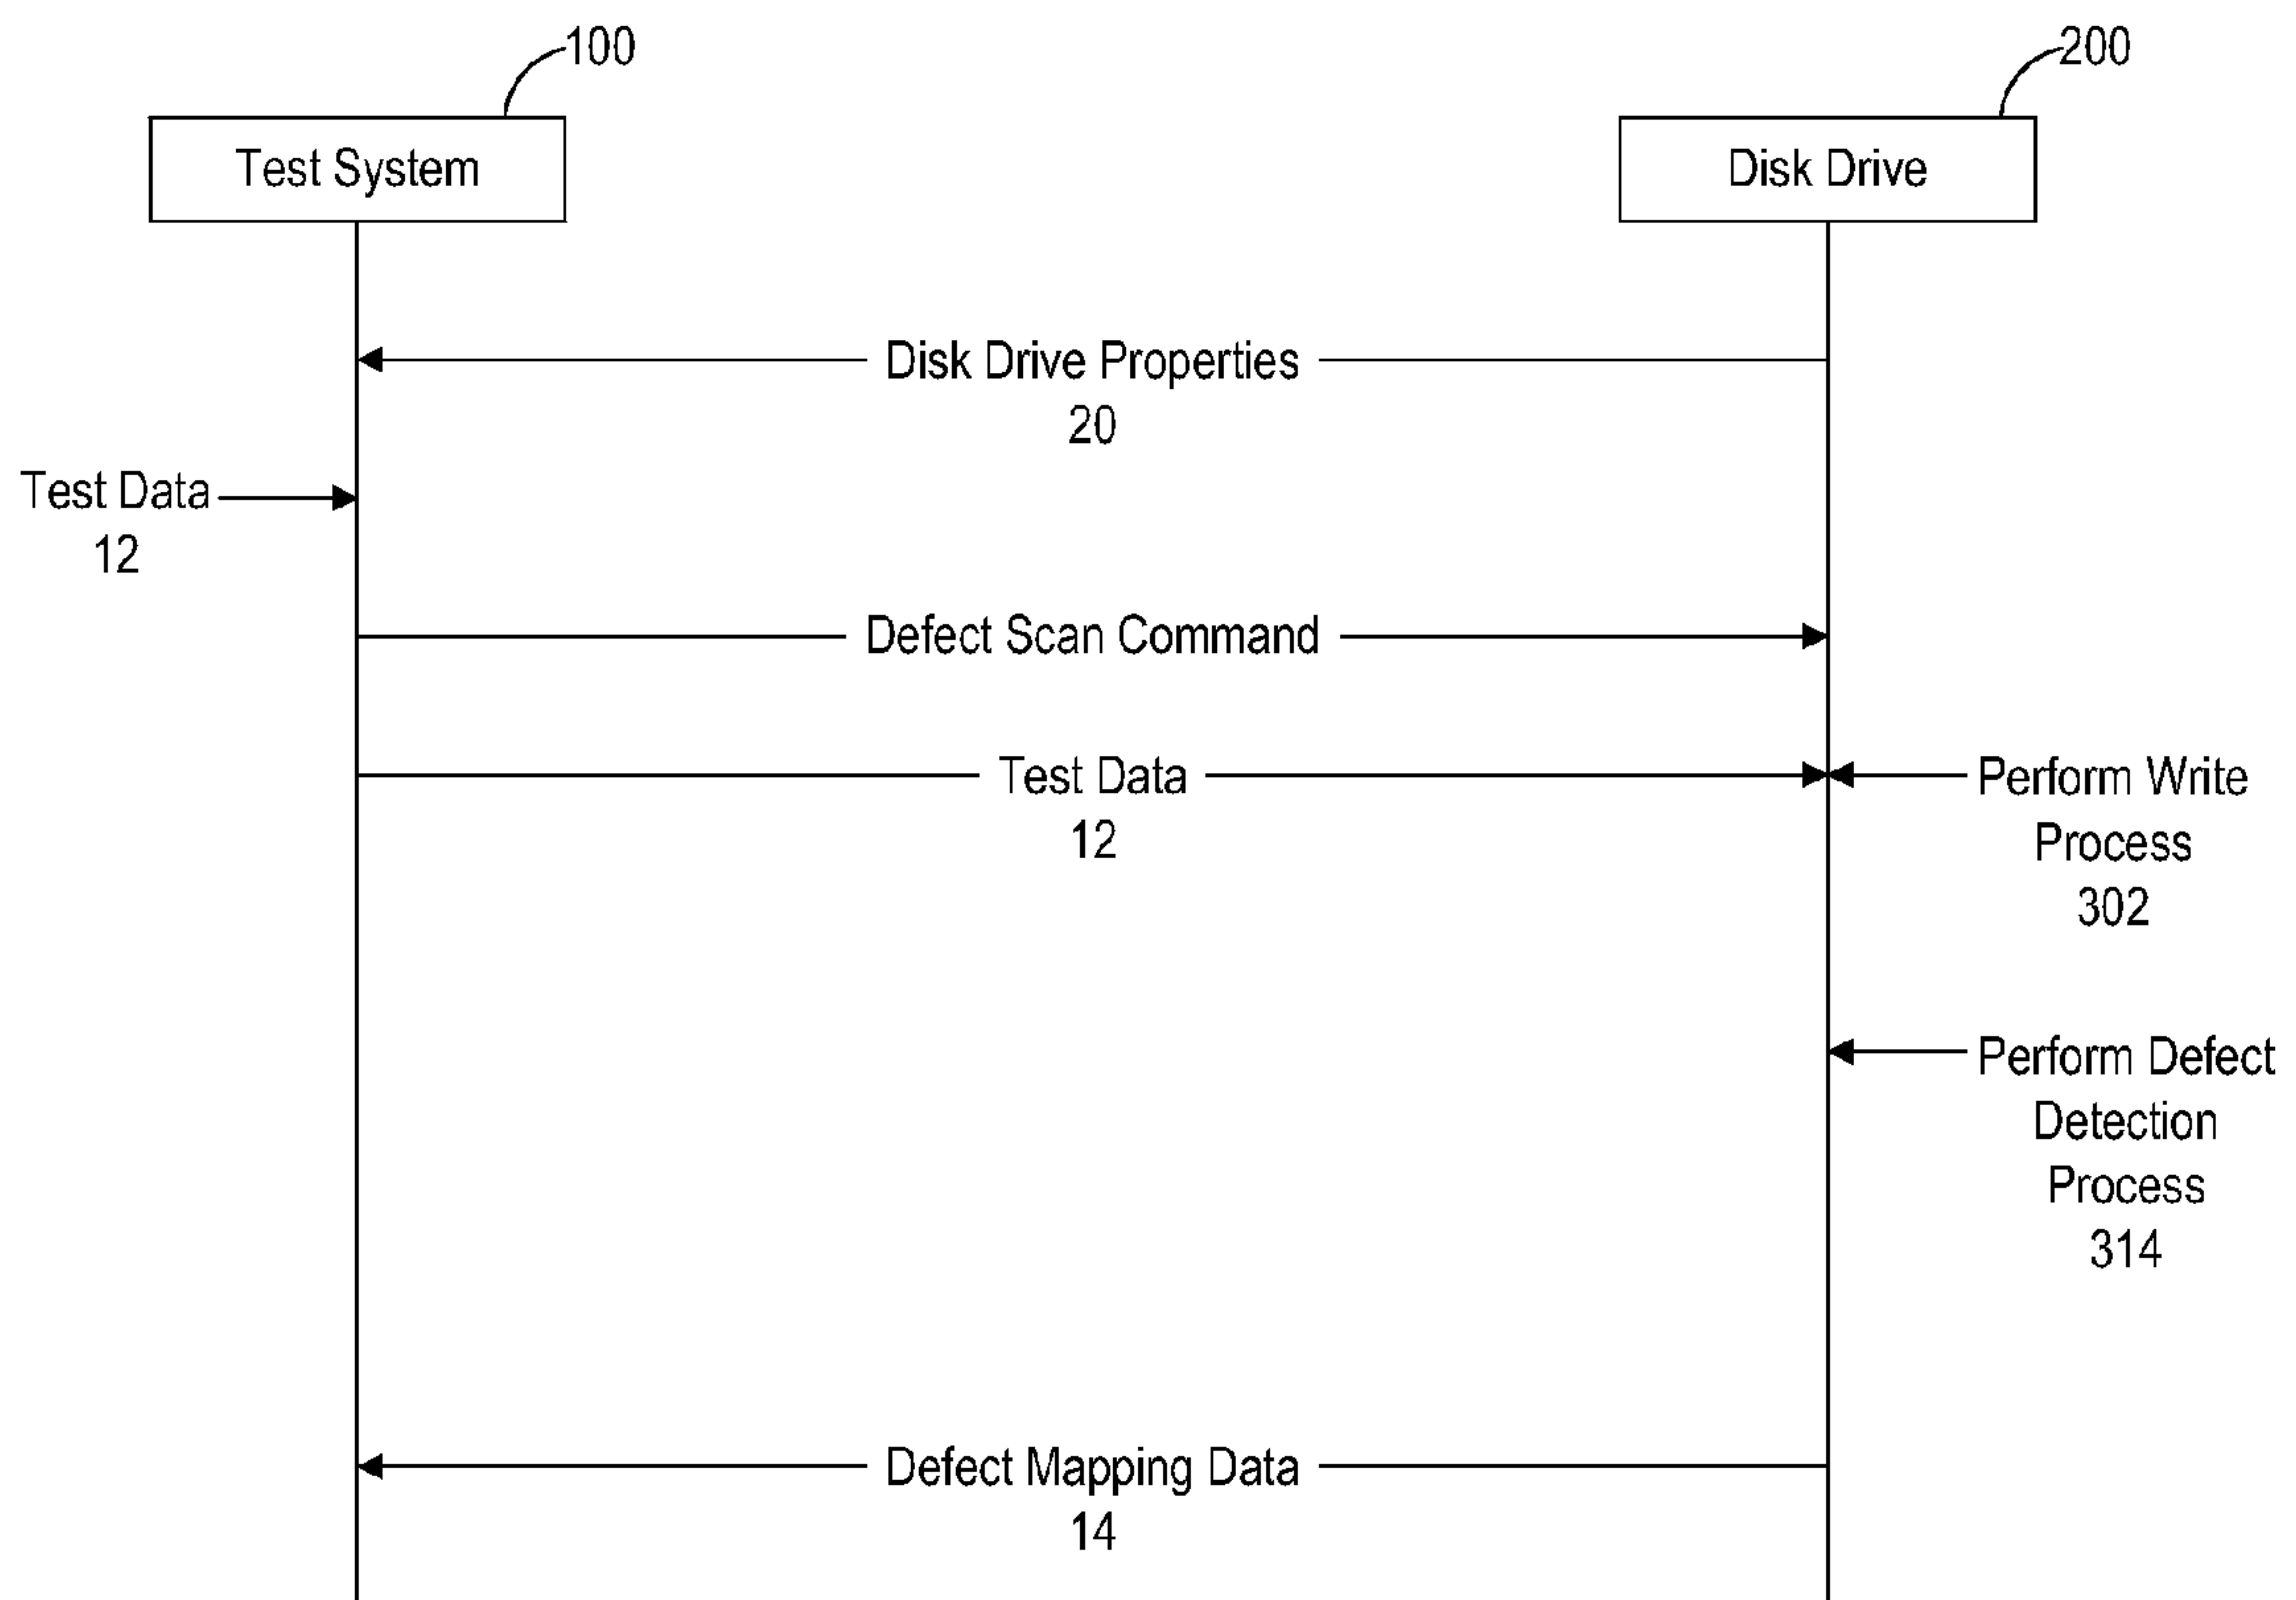 100
200
Test System
Disk Drive
Disk Drive Properties
20
Test Data
12
Defect Scan Command
Test Data
12
Perform Write
Process
302
Perform Defect
Detection
Process
314
Defect Mapping Data
14